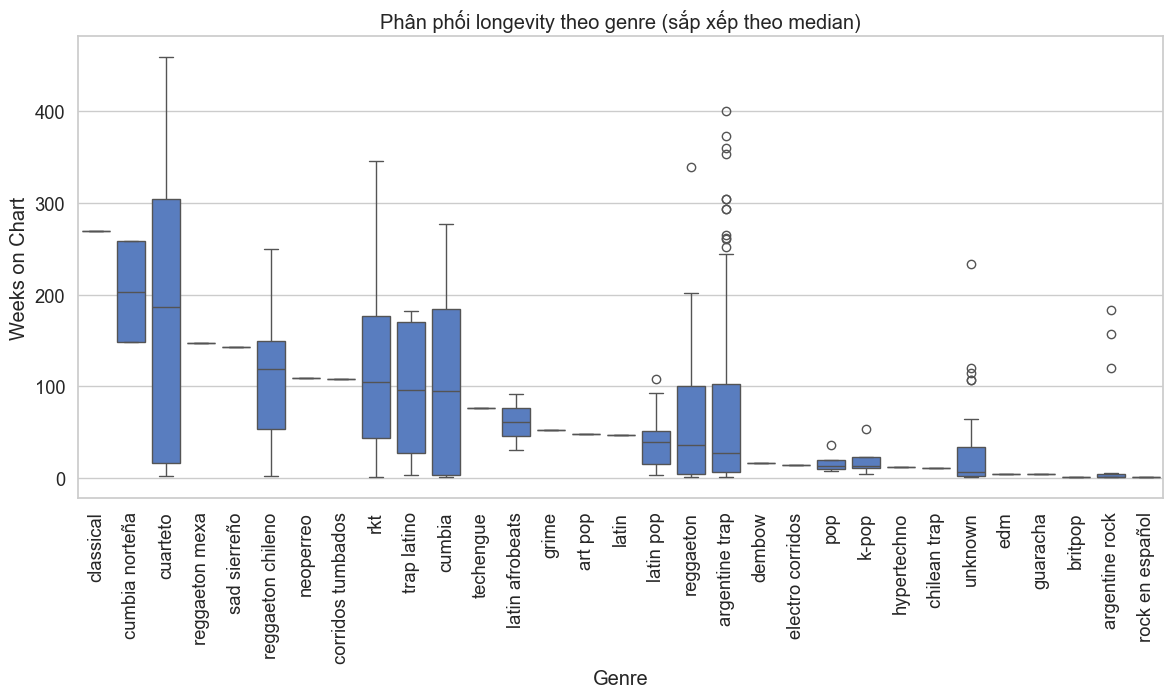 Phân phối longevity theo genre (sắp xếp theo median)
Weeks on Chart
400
300
200
100
0
classical
cumbia norteña
cuarteto
reggaeton mexa
sad sierreño
reggaeton chileno
neoperreo
corridos tumbados
rkt
trap latino
cumbia
techengue
latin afrobeats
grime
art pop
latin
latin pop
reggaeton
argentine trap
dembow
electro corridos
pop
k-pop
hypertechno
chilean trap
unknown
edm
guaracha
britpop
argentine rock
rock en español
Genre